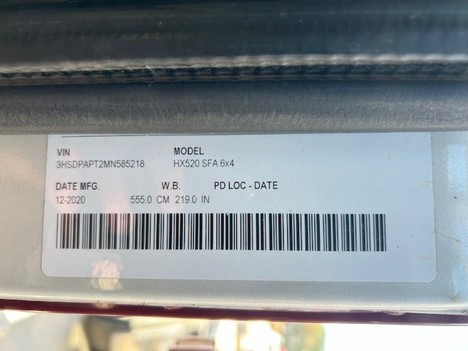 VIN MODEL
3HSDPAPT2MN585218 HX520 SFA 6x4
DATE MFG. W.B. PD LOC - DATE
12-2020 555.0 CM 219.0 IN